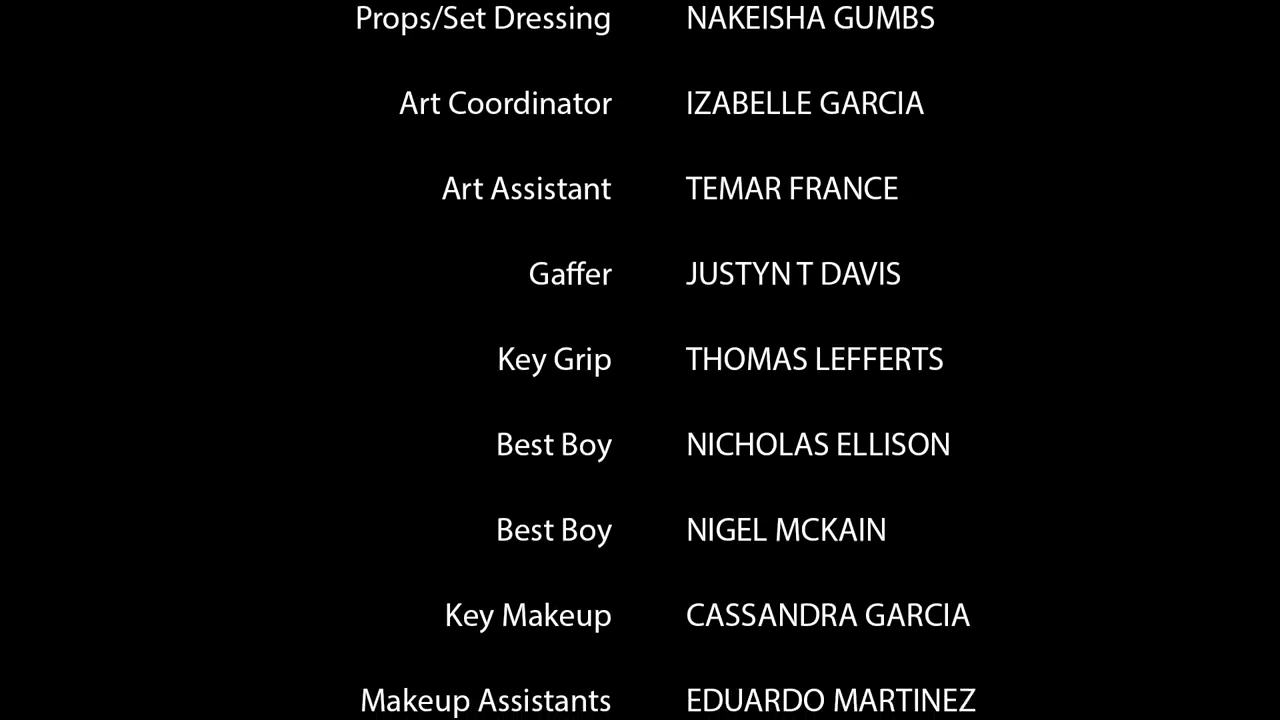 Props/Set Dressing NAKEISHA GUMBS
Art Coordinator IZABELLE GARCIA
Art Assistant TEMAR FRANCE
Gaffer JUSTYN T DAVIS
Key Grip THOMAS LEFFERTS
Best Boy NICHOLAS ELLISON
Best Boy NIGEL MCKAIN
Key Makeup CASSANDRA GARCIA
Makeup Assistants EDUARDO MARTINEZ